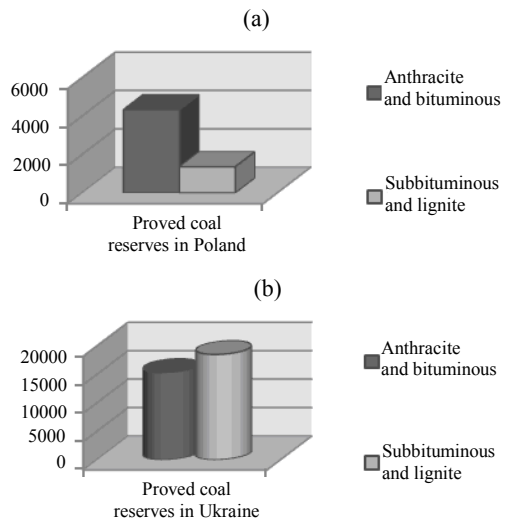 (a)
6000
4000
2000
0
Proved coal
reserves in Poland
Anthracite
and bituminous
Subbituminous
and lignite
(b)
20000
15000
10000
5000
0
Proved coal
reserves in Ukraine
Anthracite
and bituminous
Subbituminous
and lignite